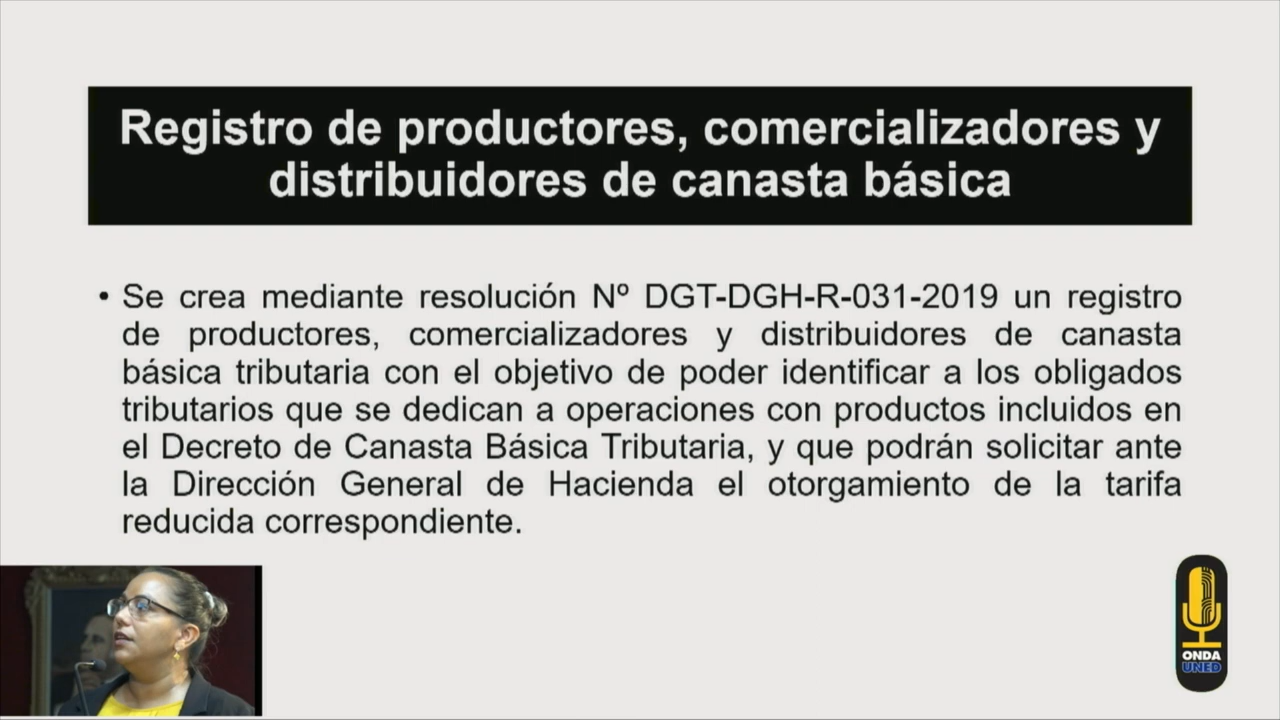 Registro de productores, comercializadores y
distribuidores de canasta básica
• Se crea mediante resolución Nº DGT-DGH-R-031-2019 un registro
de productores, comercializadores y distribuidores de canasta
básica tributaria con el objetivo de poder identificar a los obligados
tributarios que se dedican a operaciones con productos incluidos en
el Decreto de Canasta Básica Tributaria, y que podrán solicitar ante
la Dirección General de Hacienda el otorgamiento de la tarifa
reducida correspondiente.
ONDA
UNED